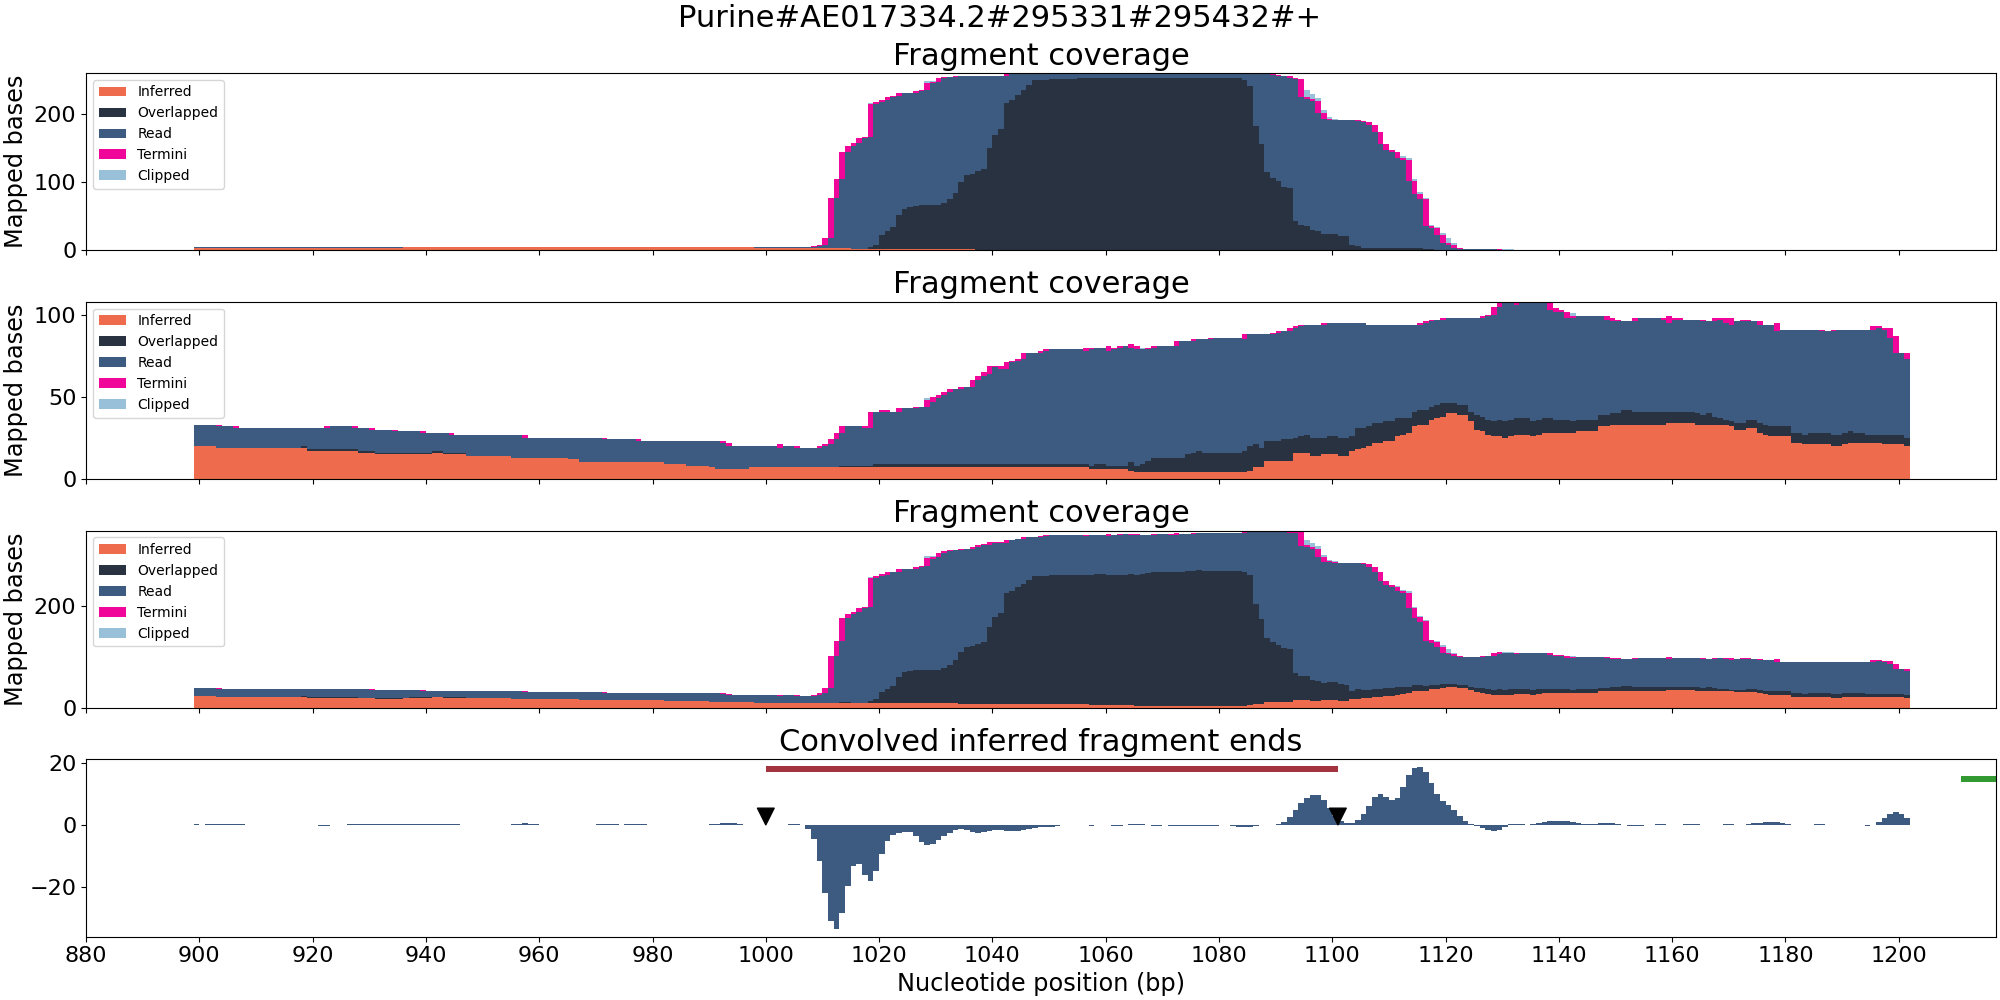 Purine#AE017334.2#295331#295432#+
Fragment coverage
Mapped bases
200
100
0
Inferred
Overlapped
Read
Termini
Clipped
Fragment coverage
Mapped bases
100
50
0
Inferred
Overlapped
Read
Termini
Clipped
Fragment coverage
Mapped bases
200
0
Inferred
Overlapped
Read
Termini
Clipped
Convolved inferred fragment ends
20
0
−20
880 900 920 940 960 980 1000 1020 1040 1060 1080 1100 1120 1140 1160 1180 1200
Nucleotide position (bp)